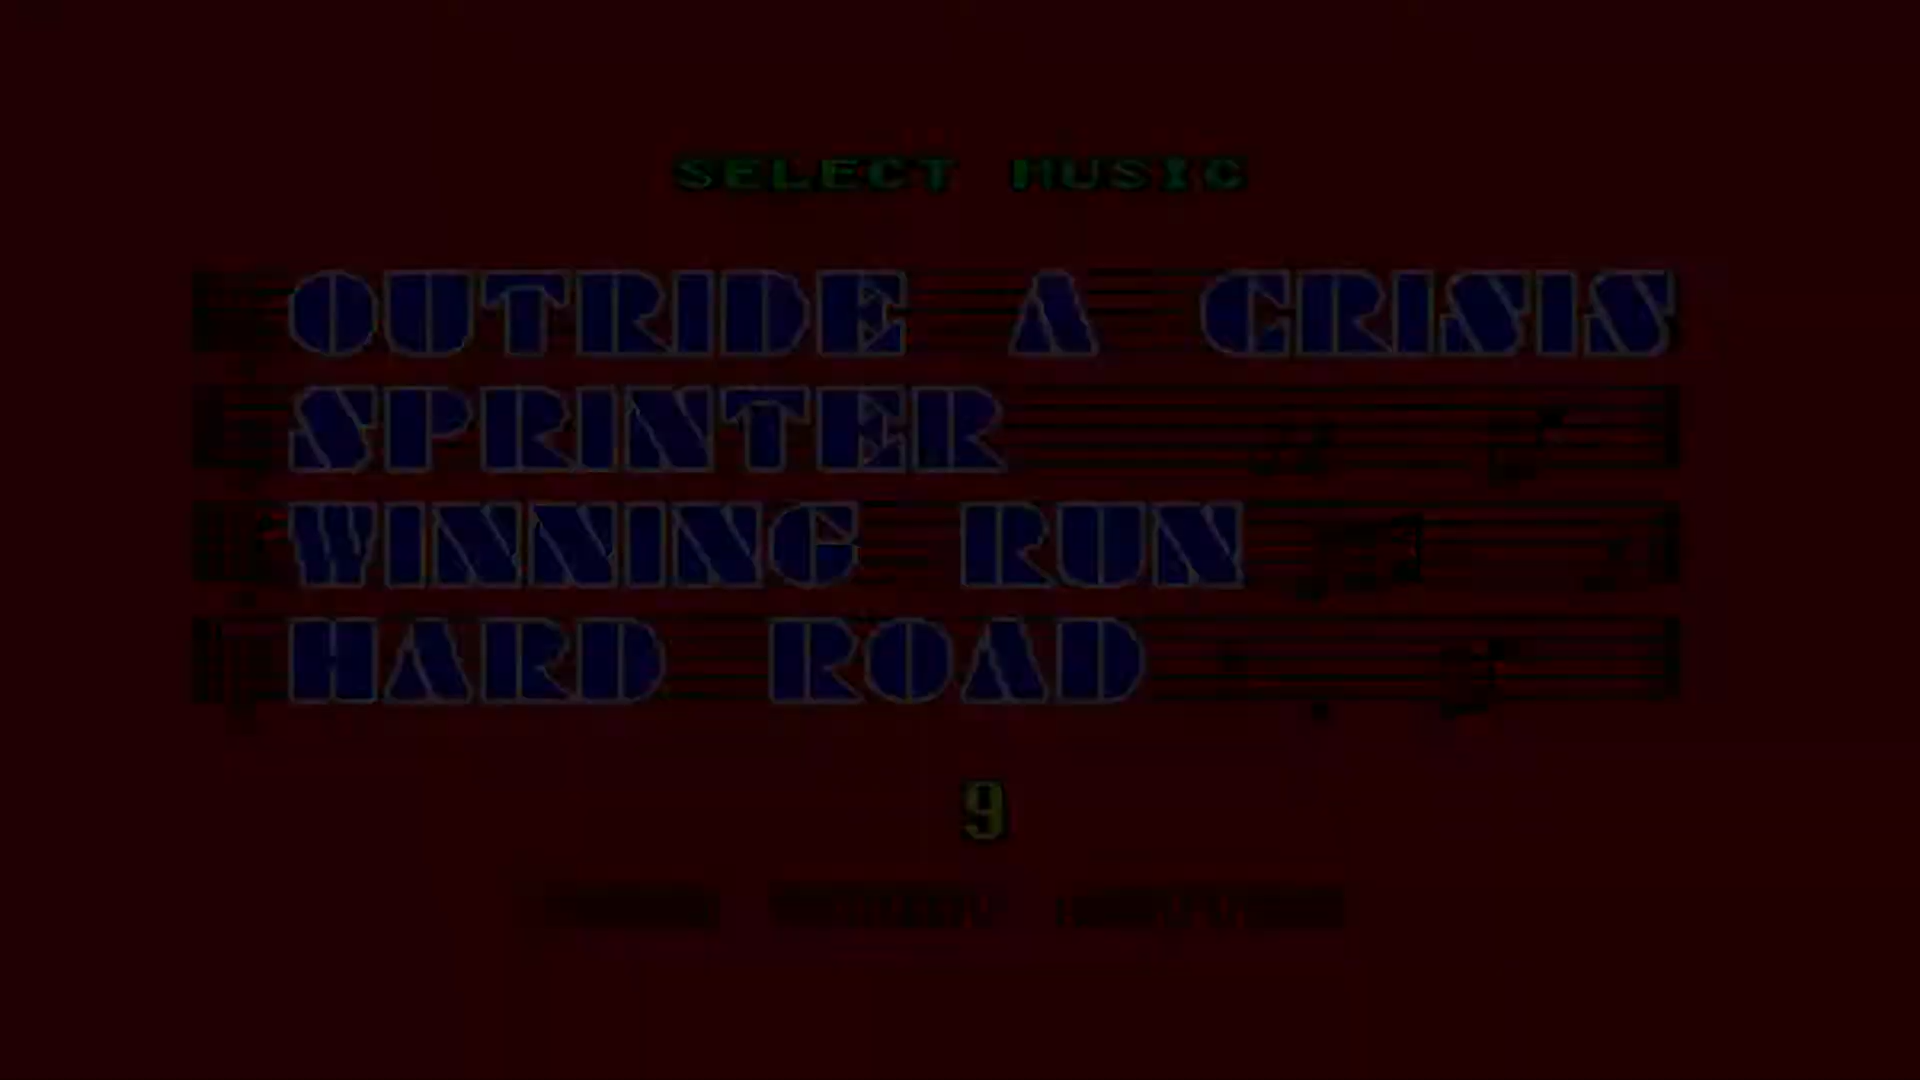 SELECT MUSIC
OUTRIDE A CRISIS
SPRINTER
WINNING RUN
HARD ROAD
9